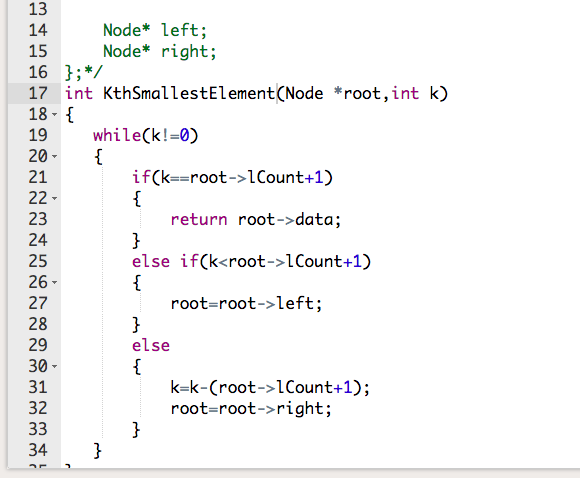 13
14 Node* left;
15 Node* right;
16 };*/
17 int KthSmallestElement(Node *root,int k)
18 {
19 while(k!=0)
20 {
21 if(k==root->lCount+1)
22 {
23 return root->data;
24 }
25 else if(k<root->lCount+1)
26 {
27 root=root->left;
28 }
29 else
30 {
31 k=k-(root->lCount+1);
32 root=root->right;
33 }
34 }